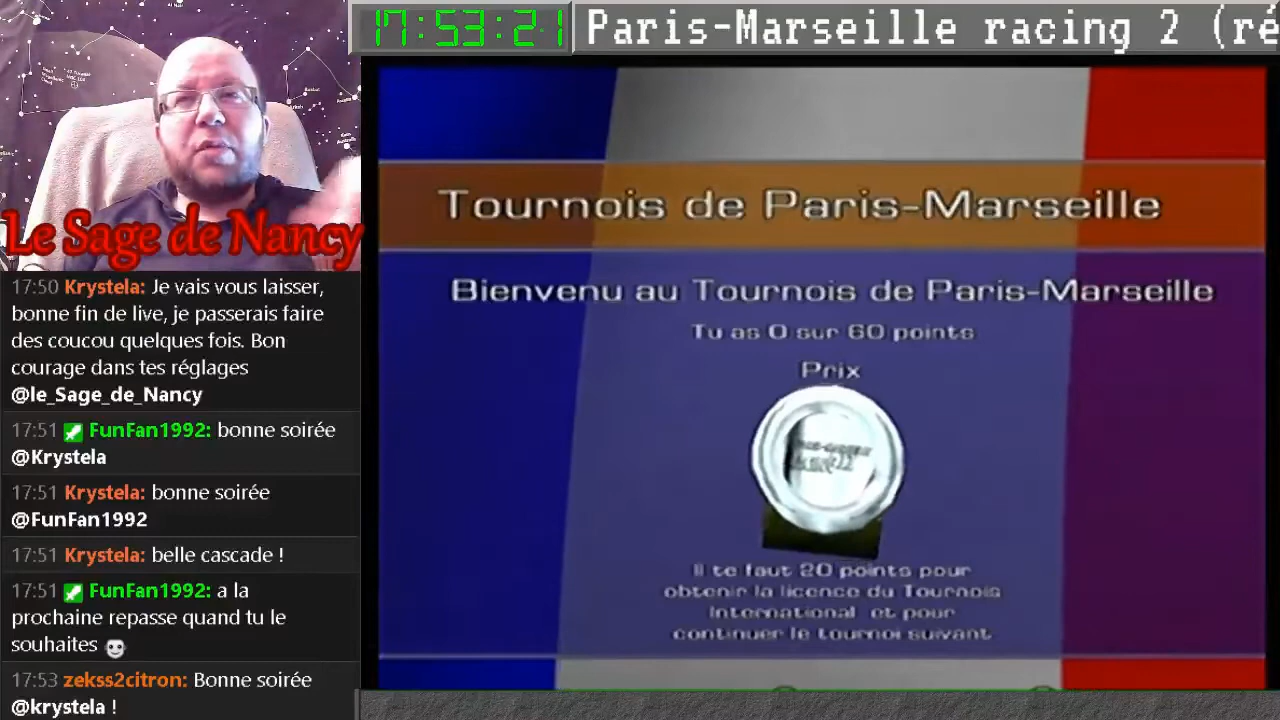 17:53:21
Paris-Marseille racing 2 (ré
Le Sage de Nancy
17:50 Krystela: Je vais vous laisser,
bonne fin de live, je passerais faire
des coucou quelques fois. Bon
courage dans tes réglages
@le_Sage_de_Nancy
17:51 FunFan1992: bonne soirée
@Krystela
17:51 Krystela: bonne soirée
@FunFan1992
17:51 Krystela: belle cascade !
17:51 FunFan1992: a la
prochaine repasse quand tu le
souhaites
17:53 zekss2citron: Bonne soirée
@krystela !
Tournois de Paris-Marseille
Bienvenu au Tournois de Paris-Marseille
Tu as 0 sur 60 points
Prix
Il te faut 20 points pour
obtenir la licence du Tournois
International et pour
continuer le tournoi suivant